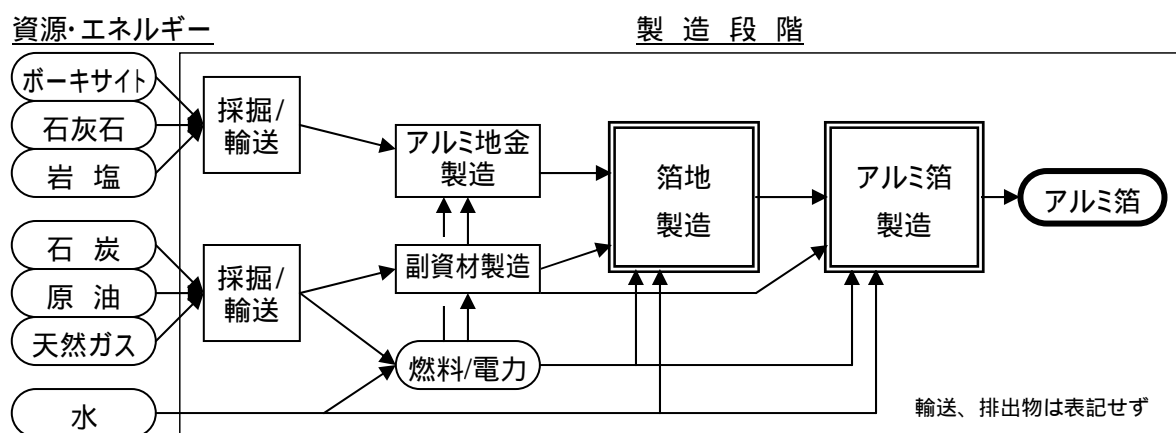 資源・エネルギー
製 造 段 階
ボーキサイト
石灰石
岩 塩
採掘/
輸送
アルミ地金
製造
箔地
製造
アルミ箔
製造
アルミ箔
石 炭
原 油
天然ガス
採掘/
輸送
副資材製造
燃料/電力
水
輸送、排出物は表記せず